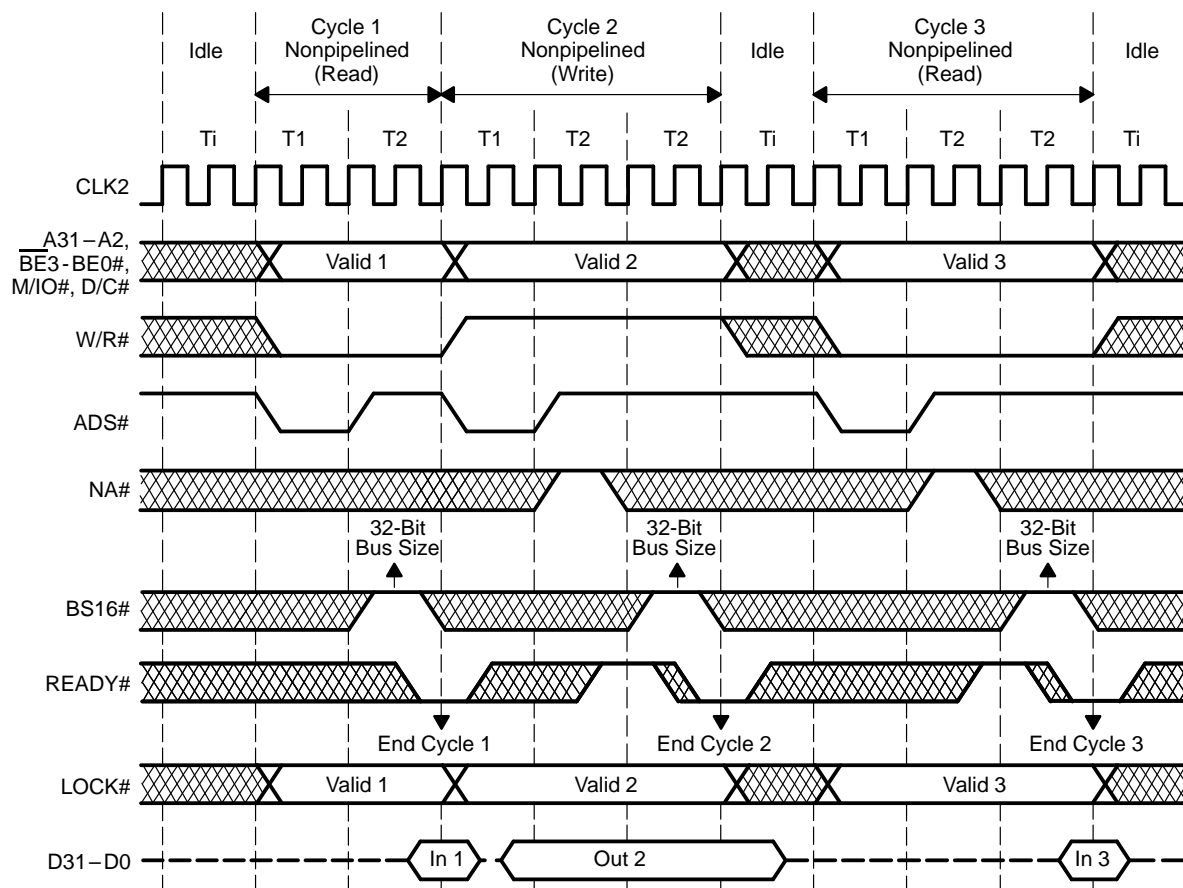 Idle
Cycle 1
Nonpipelined
(Read)
Cycle 2
Nonpipelined
(Write)
Idle
Cycle 3
Nonpipelined
(Read)
Idle
Ti T1 T2 T1 T2 T2 Ti T1 T2 T2 Ti
CLK2
A31–A2,
BE3-BE0#,
M/IO#, D/C#
Valid 1 Valid 2 Valid 3
W/R#
ADS#
NA#
32-Bit
Bus Size
32-Bit
Bus Size
32-Bit
Bus Size
BS16#
READY#
End Cycle 1 End Cycle 2 End Cycle 3
LOCK# Valid 1 Valid 2 Valid 3
D31–D0 In 1 Out 2 In 3